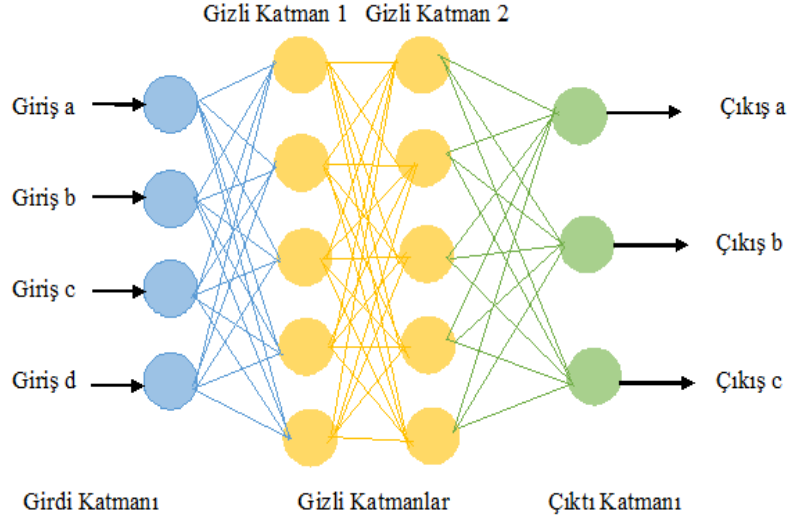 Gizli Katman 1
Gizli Katman 2
Giriş a
Çıkış a
Giriş b
Çıkış b
Giriş c
Giriş d
Çıkış c
Girdi Katmanı
Gizli Katmanlar
Çıktı Katmanı